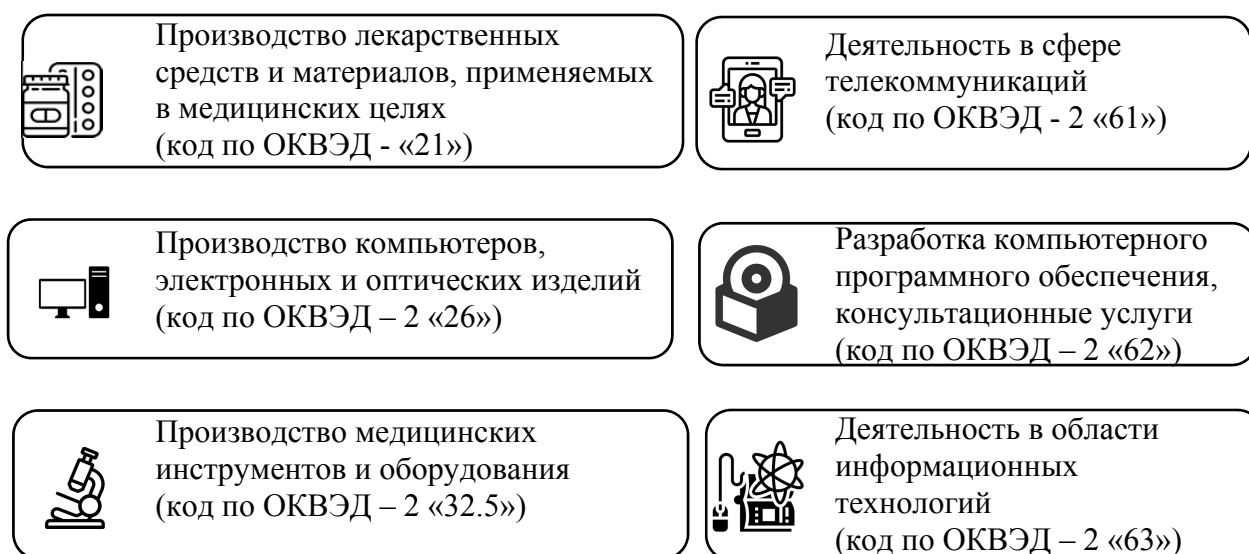 Производство лекарственных
средств и материалов, применяемых
в медицинских целях
(код по ОКВЭД - «21»)
Деятельность в сфере
телекоммуникаций
(код по ОКВЭД - 2 «61»)
Производство компьютеров,
электронных и оптических изделий
(код по ОКВЭД – 2 «26»)
Разработка компьютерного
программного обеспечения,
консультационные услуги
(код по ОКВЭД – 2 «62»)
Производство медицинских
инструментов и оборудования
(код по ОКВЭД – 2 «32.5»)
Деятельность в области
информационных
технологий
(код по ОКВЭД – 2 «63»)